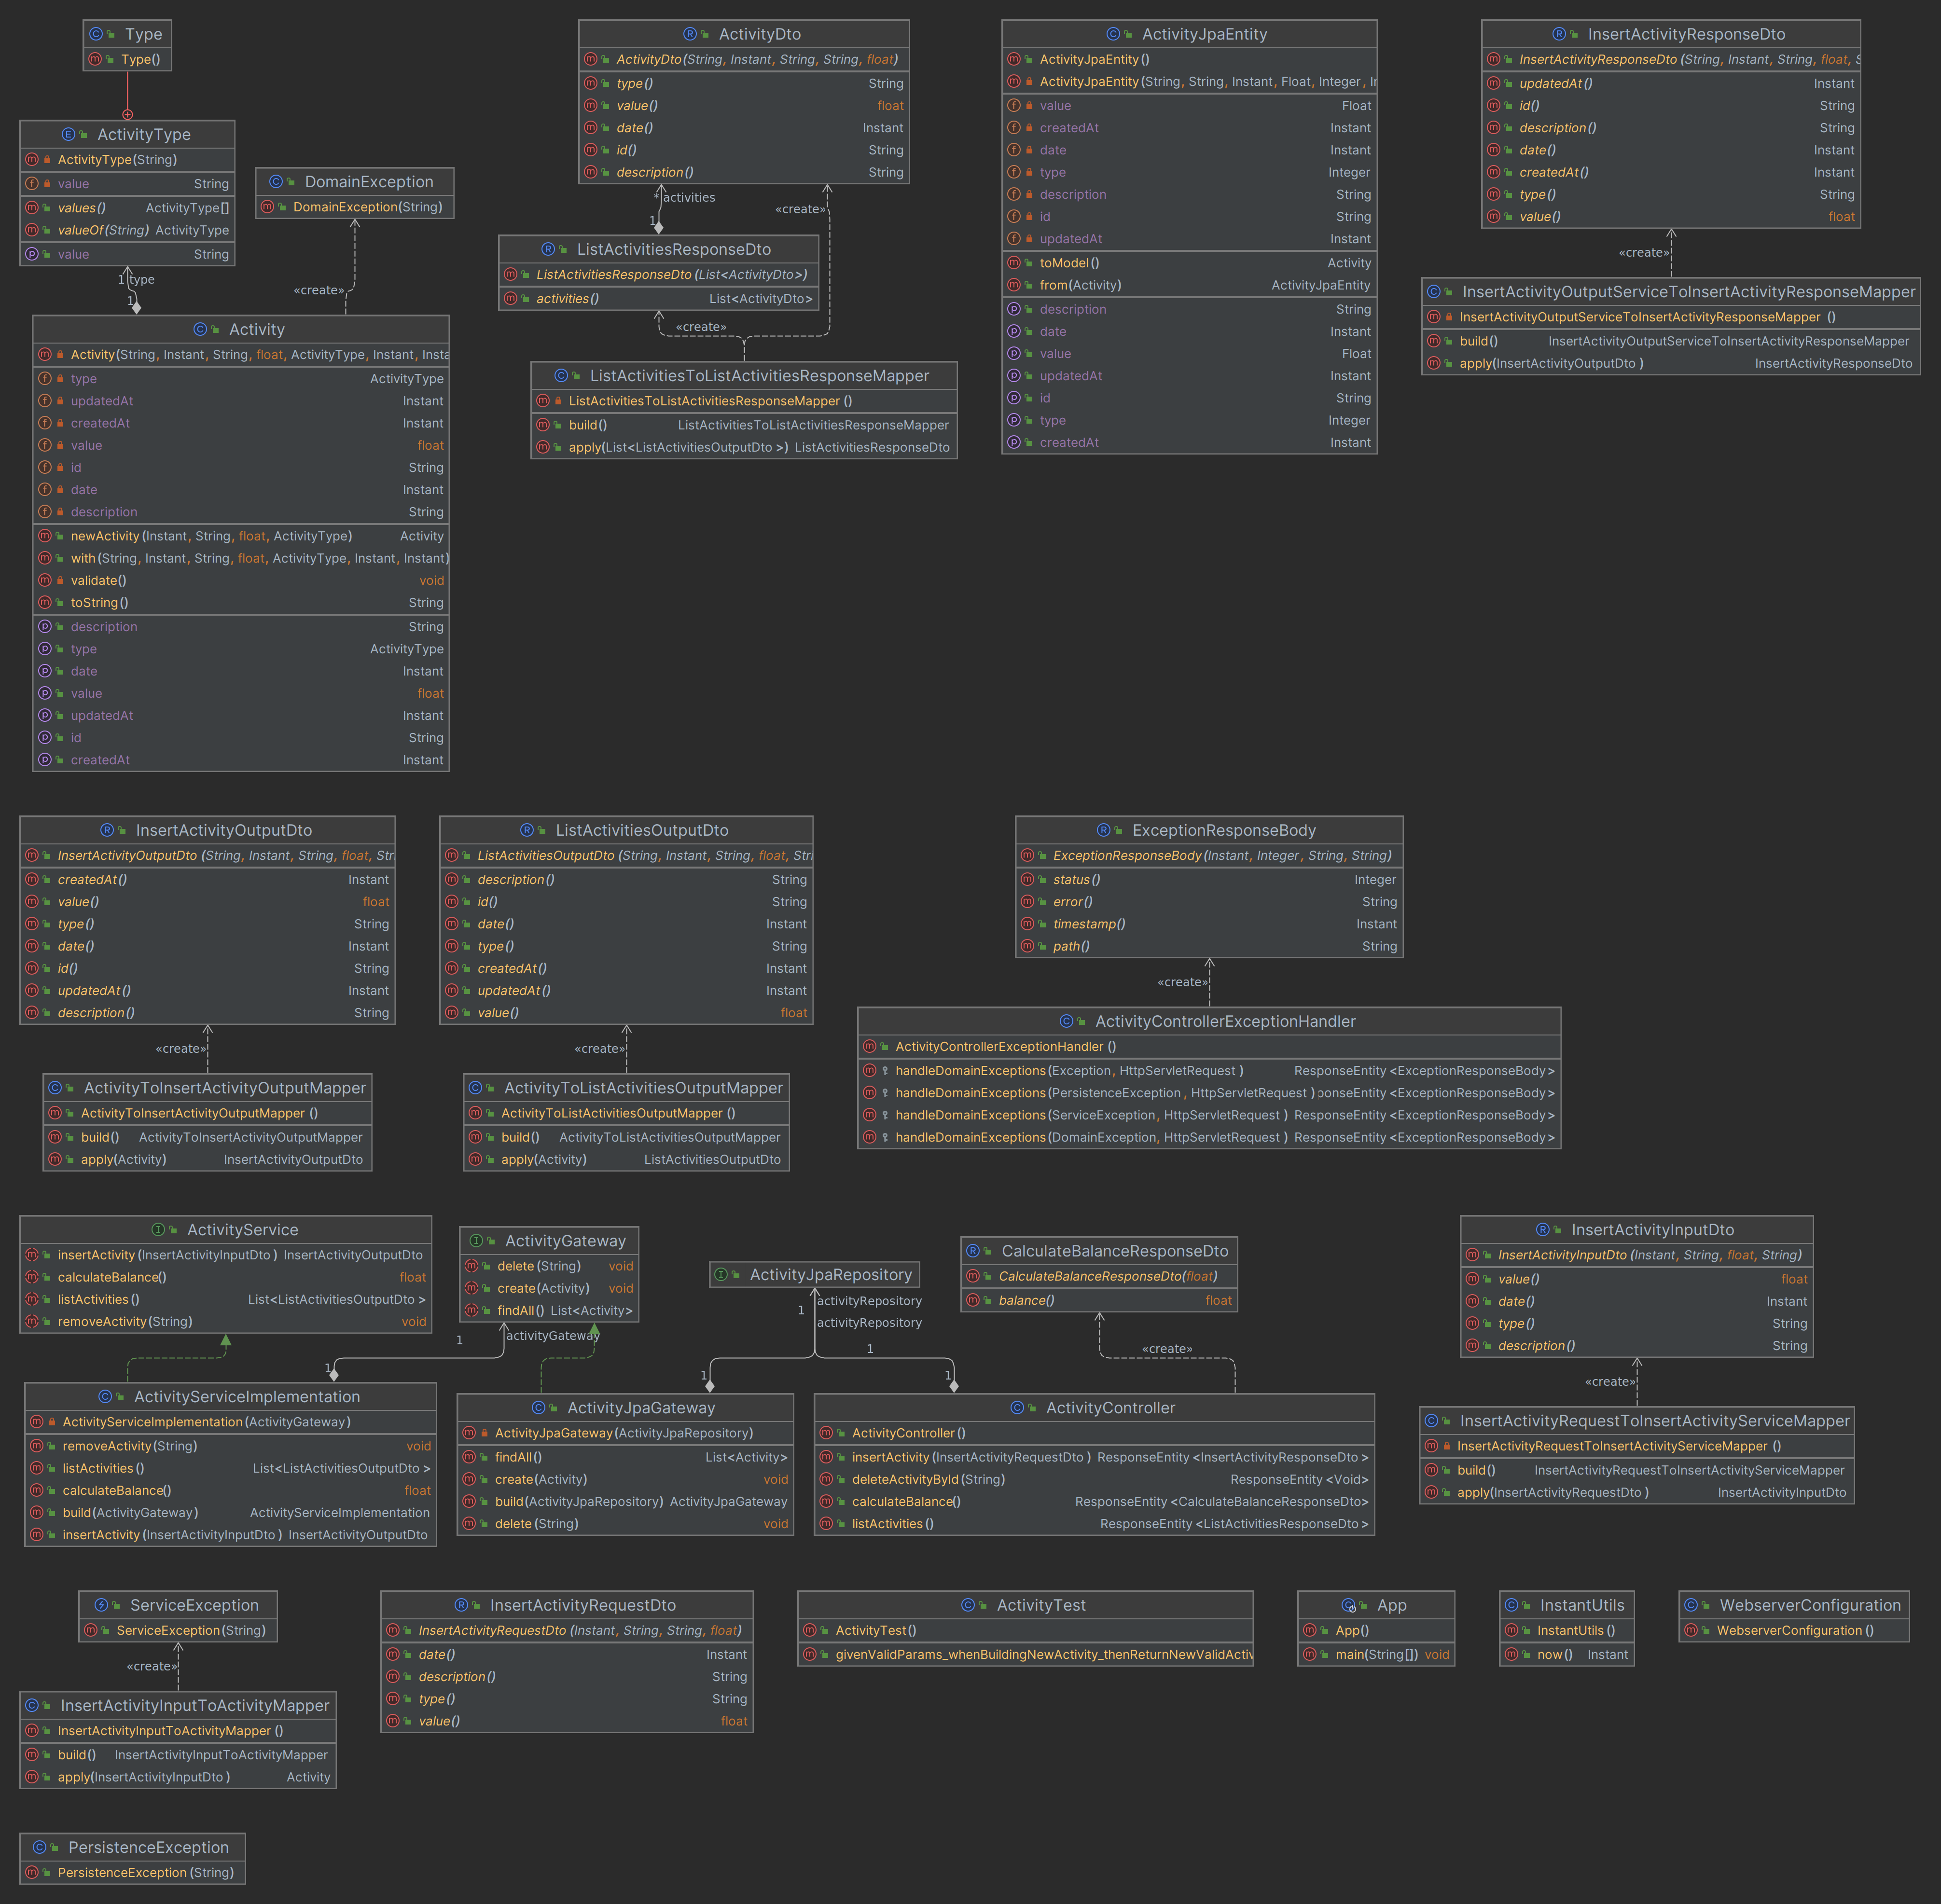 Type
Type()
ActivityType
ActivityType(String)
value String
values() ActivityType[]
valueOf(String) ActivityType
value String
1 type
1
DomainException
DomainException(String)
«create»
Activity
Activity(String, Instant, String, float, ActivityType, Instant, Insta
type ActivityType
updatedAt Instant
createdAt Instant
value float
id String
date Instant
description String
newActivity(Instant, String, float, ActivityType) Activity
with(String, Instant, String, float, ActivityType, Instant, Instant)
validate() void
toString() String
description String
type ActivityType
date Instant
value float
updatedAt Instant
id String
createdAt Instant
ActivityDto
ActivityDto(String, Instant, String, String, float)
type() String
value() float
date() Instant
id() String
description() String
* activities
1
«create»
ListActivitiesResponseDto
ListActivitiesResponseDto(List<ActivityDto>)
activities() List<ActivityDto>
«create»
ListActivitiesToListActivitiesResponseMapper
ListActivitiesToListActivitiesResponseMapper()
build() ListActivitiesToListActivitiesResponseMapper
apply(List<ListActivitiesOutputDto>) ListActivitiesResponseDto
ActivityJpaEntity
ActivityJpaEntity()
ActivityJpaEntity(String, String, Instant, Float, Integer, Ir
value Float
createdAt Instant
date Instant
type Integer
description String
id String
updatedAt Instant
toModel() Activity
from(Activity) ActivityJpaEntity
description String
date Instant
value Float
updatedAt Instant
id String
type Integer
createdAt Instant
InsertActivityResponseDto
InsertActivityResponseDto(String, Instant, String, float, S
updatedAt() Instant
id() String
description() String
date() Instant
createdAt() Instant
type() String
value() float
«create»
InsertActivityOutputServiceToInsertActivityResponseMapper
InsertActivityOutputServiceToInsertActivityResponseMapper()
build() InsertActivityOutputServiceToInsertActivityResponseMapper
apply(InsertActivityOutputDto) InsertActivityResponseDto
InsertActivityOutputDto
InsertActivityOutputDto(String, Instant, String, float, Str
createdAt() Instant
value() float
type() String
date() Instant
id() String
updatedAt() Instant
description() String
«create»
ActivityToInsertActivityOutputMapper
ActivityToInsertActivityOutputMapper()
build() ActivityToInsertActivityOutputMapper
apply(Activity) InsertActivityOutputDto
ListActivitiesOutputDto
ListActivitiesOutputDto(String, Instant, String, float, Stri
description() String
id() String
date() Instant
type() String
createdAt() Instant
updatedAt() Instant
value() float
«create»
ActivityToListActivitiesOutputMapper
ActivityToListActivitiesOutputMapper()
build() ActivityToListActivitiesOutputMapper
apply(Activity) ListActivitiesOutputDto
ExceptionResponseBody
ExceptionResponseBody(Instant, Integer, String, String)
status() Integer
error() String
timestamp() Instant
path() String
«create»
ActivityControllerExceptionHandler
ActivityControllerExceptionHandler()
handleDomainExceptions(Exception, HttpServletRequest) ResponseEntity<ExceptionResponseBody>
handleDomainExceptions(PersistenceException, HttpServletRequest) ponseEntity<ExceptionResponseBody>
handleDomainExceptions(ServiceException, HttpServletRequest) ResponseEntity<ExceptionResponseBody>
handleDomainExceptions(DomainException, HttpServletRequest) ResponseEntity<ExceptionResponseBody>
ActivityService
insertActivity(InsertActivityInputDto) InsertActivityOutputDto
calculateBalance() float
listActivities() List<ListActivitiesOutputDto>
removeActivity(String) void
ActivityGateway
delete(String) void
create(Activity) void
findAll() List<Activity>
1 activityGateway
1
ActivityJpaRepository
1 activityRepository
activityRepository
1
1 1
CalculateBalanceResponseDto
CalculateBalanceResponseDto(float)
balance() float
«create»
InsertActivityInputDto
InsertActivityInputDto(Instant, String, float, String)
value() float
date() Instant
type() String
description() String
«create»
ActivityServiceImplementation
ActivityServiceImplementation(ActivityGateway)
removeActivity(String) void
listActivities() List<ListActivitiesOutputDto>
calculateBalance() float
build(ActivityGateway) ActivityServiceImplementation
insertActivity(InsertActivityInputDto) InsertActivityOutputDto
ActivityJpaGateway
ActivityJpaGateway(ActivityJpaRepository)
findAll() List<Activity>
create(Activity) void
build(ActivityJpaRepository) ActivityJpaGateway
delete(String) void
ActivityController
ActivityController()
insertActivity(InsertActivityRequestDto) ResponseEntity<InsertActivityResponseDto>
deleteActivityById(String) ResponseEntity<Void>
calculateBalance() ResponseEntity<CalculateBalanceResponseDto>
listActivities() ResponseEntity<ListActivitiesResponseDto>
InsertActivityRequestToInsertActivityServiceMapper
InsertActivityRequestToInsertActivityServiceMapper()
build() InsertActivityRequestToInsertActivityServiceMapper
apply(InsertActivityRequestDto) InsertActivityInputDto
ServiceException
ServiceException(String)
«create»
InsertActivityInputToActivityMapper
InsertActivityInputToActivityMapper()
build() InsertActivityInputToActivityMapper
apply(InsertActivityInputDto) Activity
InsertActivityRequestDto
InsertActivityRequestDto(Instant, String, String, float)
date() Instant
description() String
type() String
value() float
ActivityTest
ActivityTest()
givenValidParams_whenBuildingNewActivity_thenReturnNewValidActiv
App
App()
main(String[]) void
InstantUtils
InstantUtils()
now() Instant
WebserverConfiguration
WebserverConfiguration()
PersistenceException
PersistenceException(String)